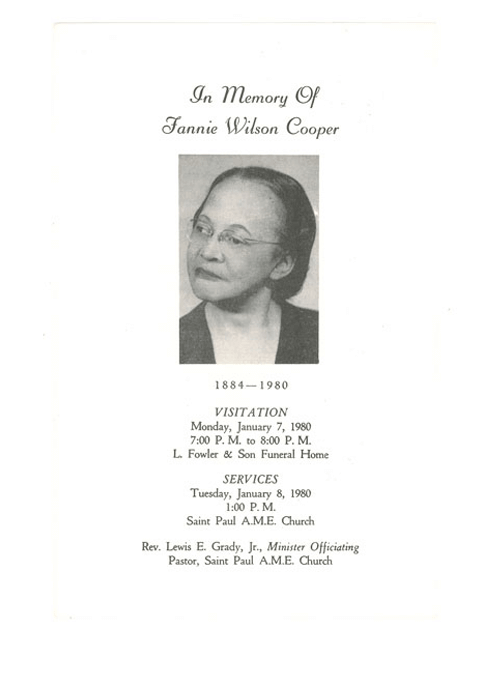 In Memory Of
Fannie Wilson Cooper
1884—1980
VISITATION
Monday, January 7, 1980
7:00 P. M. to 8:00 P. M.
L. Fowler & Son Funeral Home
SERVICES
Tuesday, January 8, 1980
1:00 P. M.
Saint Paul A.M.E. Church
Rev. Lewis E. Grady, Jr., Minister Officiating
Pastor, Saint Paul A.M.E. Church